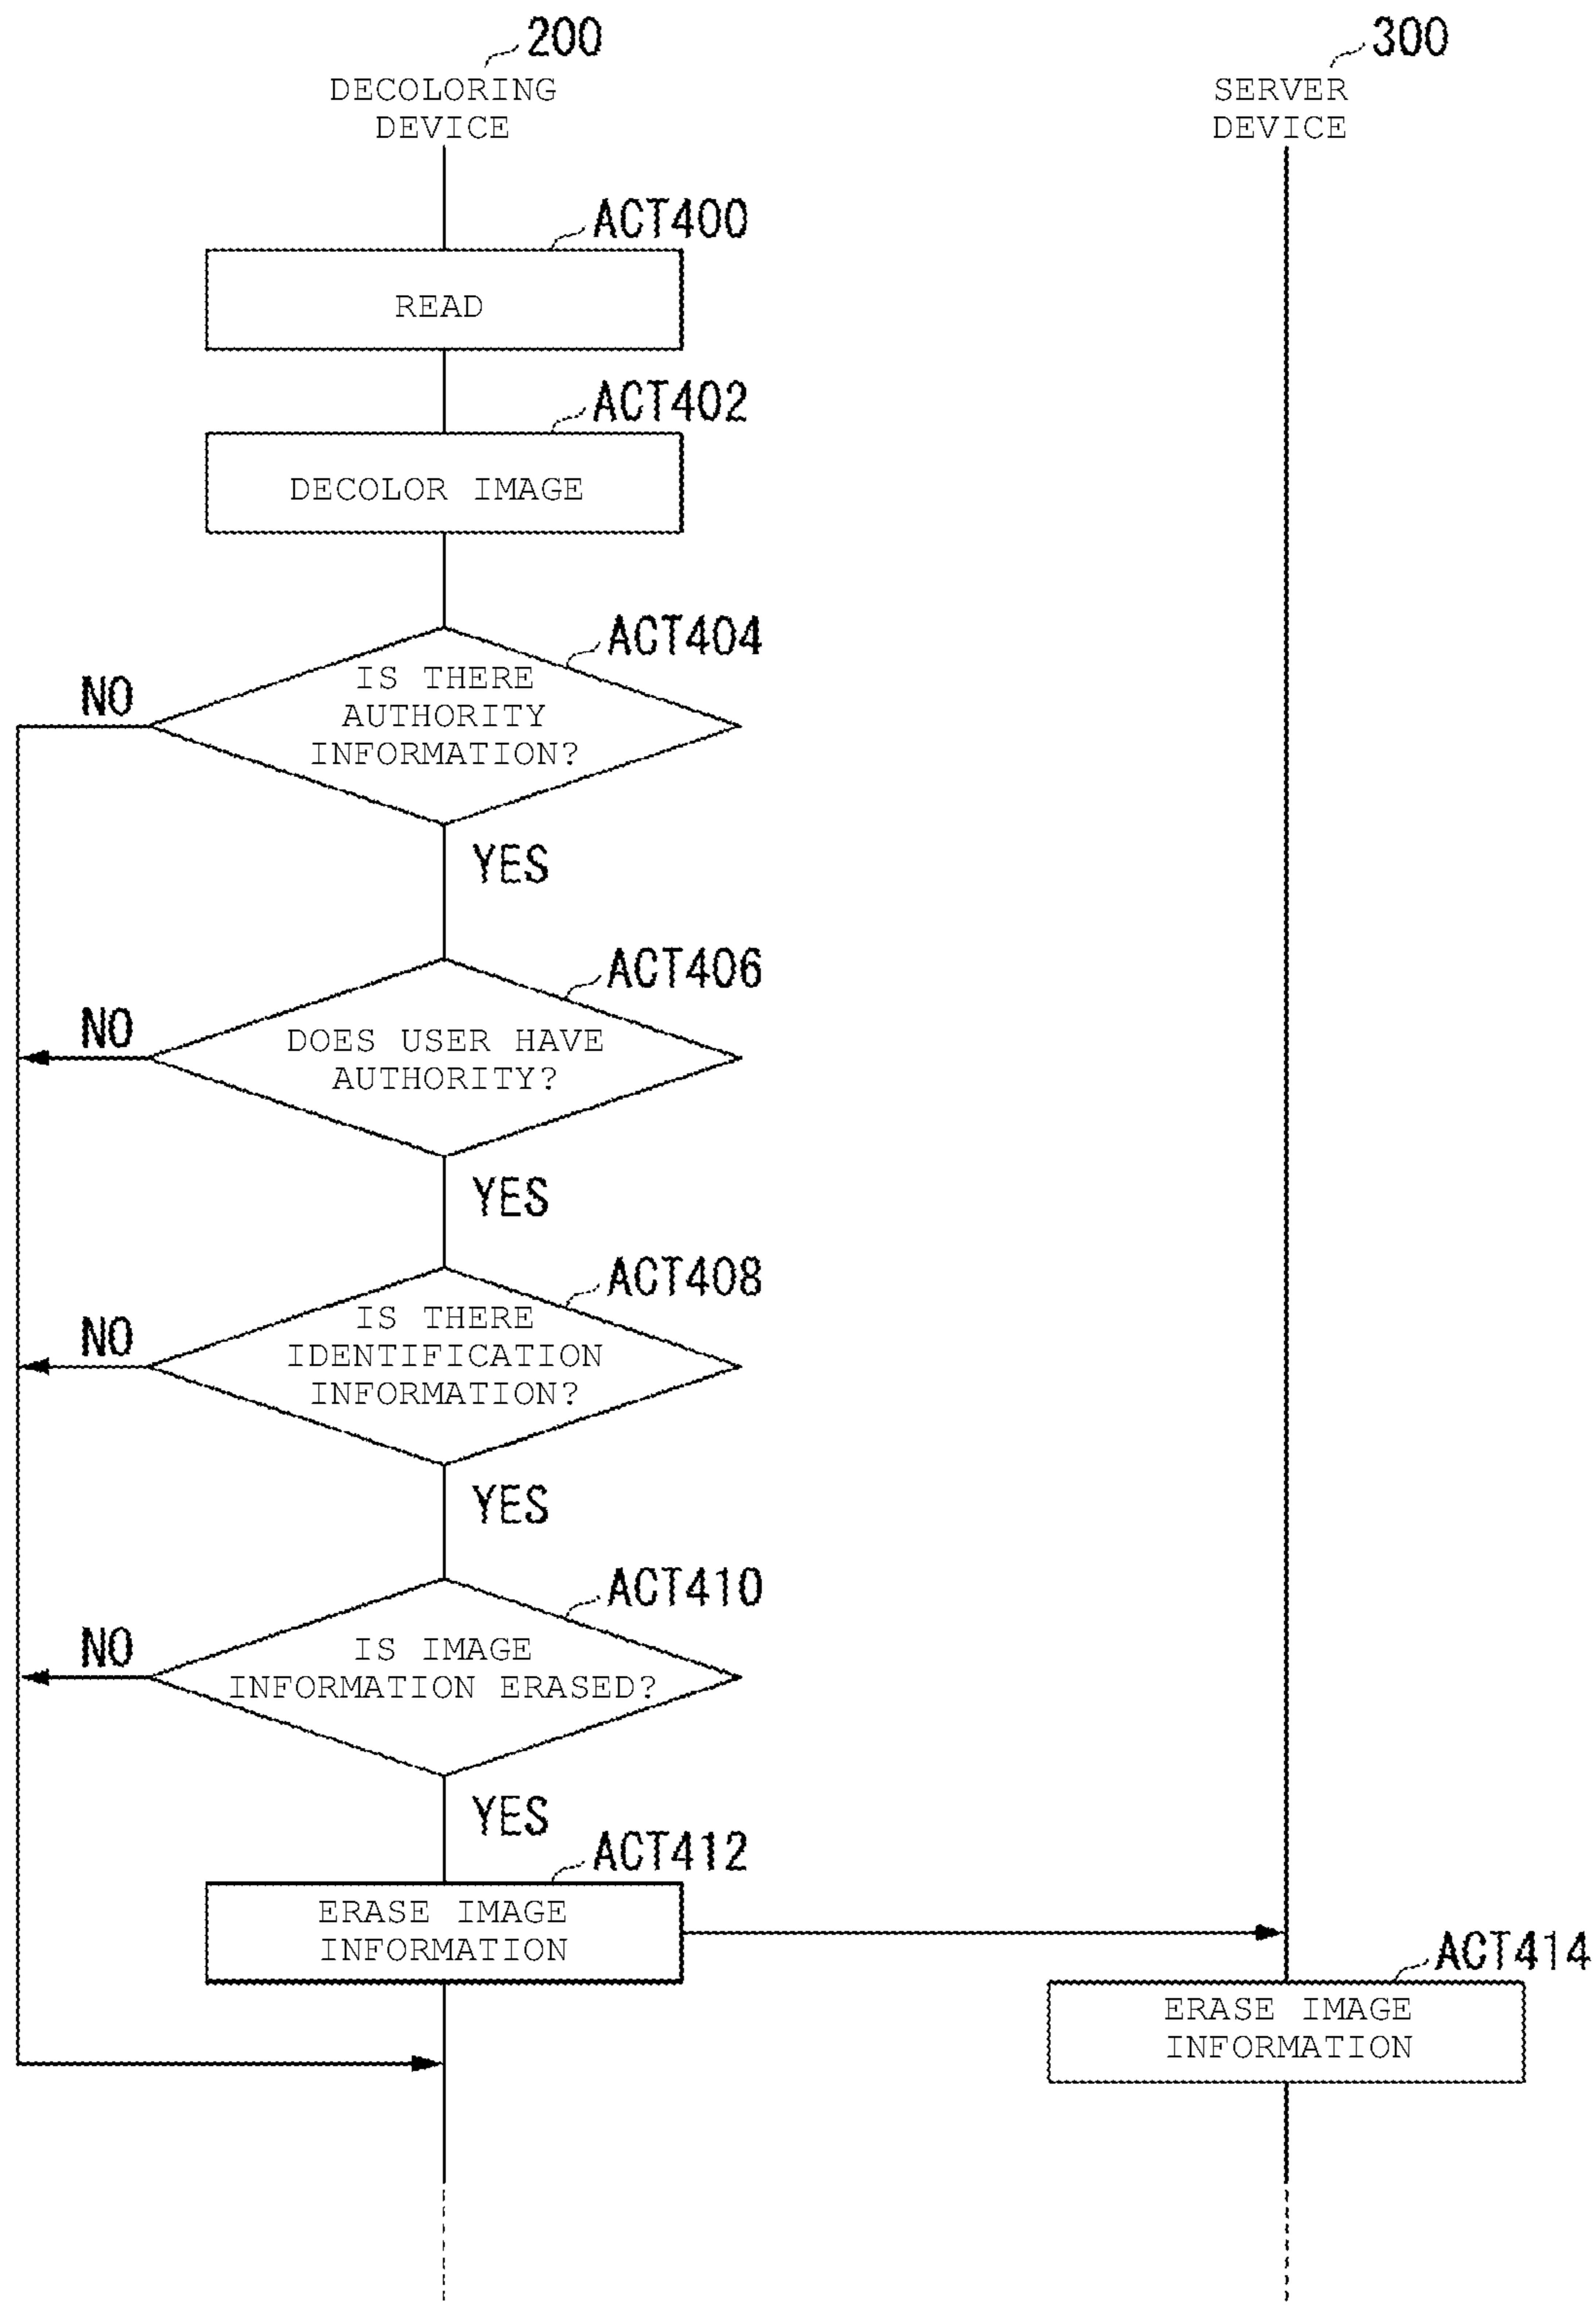 200
DECOLORING
DEVICE
300
SERVER
DEVICE
ACT400
READ
ACT402
DECOLOR IMAGE
ACT404
IS THERE
AUTHORITY
INFORMATION?
NO
YES
ACT406
DOES USER HAVE
AUTHORITY?
NO
YES
ACT408
IS THERE
IDENTIFICATION
INFORMATION?
NO
YES
ACT410
IS IMAGE
INFORMATION ERASED?
NO
YES
ACT412
ERASE IMAGE
INFORMATION
ACT414
ERASE IMAGE
INFORMATION